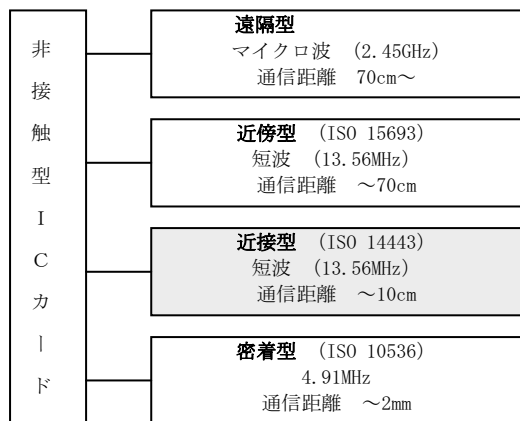 非接触型ICカード
遠隔型
マイクロ波 (2.45GHz)
通信距離 70cm～
近傍型 (ISO 15693)
短波 (13.56MHz)
通信距離 ～70cm
近接型 (ISO 14443)
短波 (13.56MHz)
通信距離 ～10cm
密着型 (ISO 10536)
4.91MHz
通信距離 ～2mm